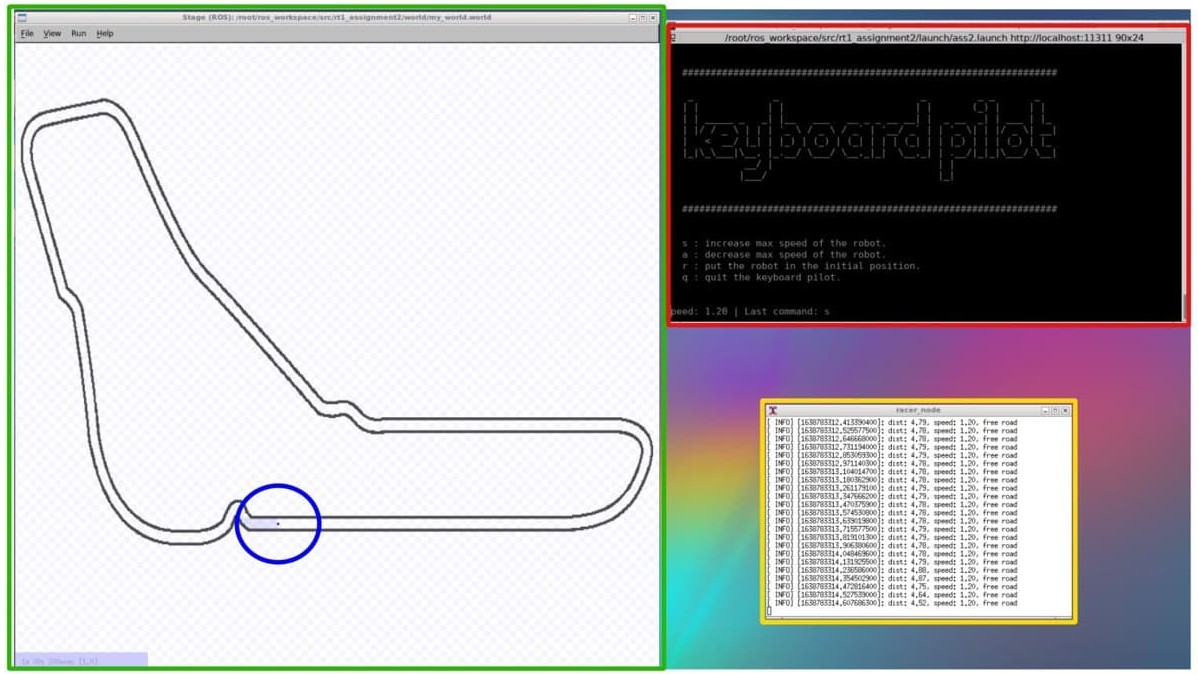 Stage (ROS): /root/ros_workspace/src/rt1_assignment2/world/my_world.world
File View Run Help
/root/ros_workspace/src/rt1_assignment2/launch/ass2.launch http://localhost:11311 90x24
##################################################################
keyboard pilot
##################################################################
s : increase max speed of the robot.
a : decrease max speed of the robot.
r : put the robot in the initial position.
q : quit the keyboard pilot.
peed: 1.20 | Last command: s
racer_node
[ INFO] [1638783312.413390400]: dist: 4.79, speed: 1.20, free road
[ INFO] [1638783312.525577500]: dist: 4.78, speed: 1.20, free road
[ INFO] [1638783312.646668000]: dist: 4.78, speed: 1.20, free road
[ INFO] [1638783312.731194000]: dist: 4.79, speed: 1.20, free road
[ INFO] [1638783312.853059300]: dist: 4.79, speed: 1.20, free road
[ INFO] [1638783312.971140300]: dist: 4.78, speed: 1.20, free road
[ INFO] [1638783313.104014700]: dist: 4.78, speed: 1.20, free road
[ INFO] [1638783313.180362900]: dist: 4.78, speed: 1.20, free road
[ INFO] [1638783313.261179100]: dist: 4.79, speed: 1.20, free road
[ INFO] [1638783313.347666200]: dist: 4.79, speed: 1.20, free road
[ INFO] [1638783313.470375900]: dist: 4.78, speed: 1.20, free road
[ INFO] [1638783313.574530800]: dist: 4.78, speed: 1.20, free road
[ INFO] [1638783313.639019800]: dist: 4.78, speed: 1.20, free road
[ INFO] [1638783313.715577500]: dist: 4.79, speed: 1.20, free road
[ INFO] [1638783313.819101300]: dist: 4.79, speed: 1.20, free road
[ INFO] [1638783313.906380600]: dist: 4.78, speed: 1.20, free road
[ INFO] [1638783314.048469600]: dist: 4.78, speed: 1.20, free road
[ INFO] [1638783314.131925500]: dist: 4.79, speed: 1.20, free road
[ INFO] [1638783314.236586000]: dist: 4.88, speed: 1.20, free road
[ INFO] [1638783314.354502900]: dist: 4.87, speed: 1.20, free road
[ INFO] [1638783314.472816400]: dist: 4.75, speed: 1.20, free road
[ INFO] [1638783314.527539000]: dist: 4.64, speed: 1.20, free road
[ INFO] [1638783314.607686300]: dist: 4.52, speed: 1.20, free road